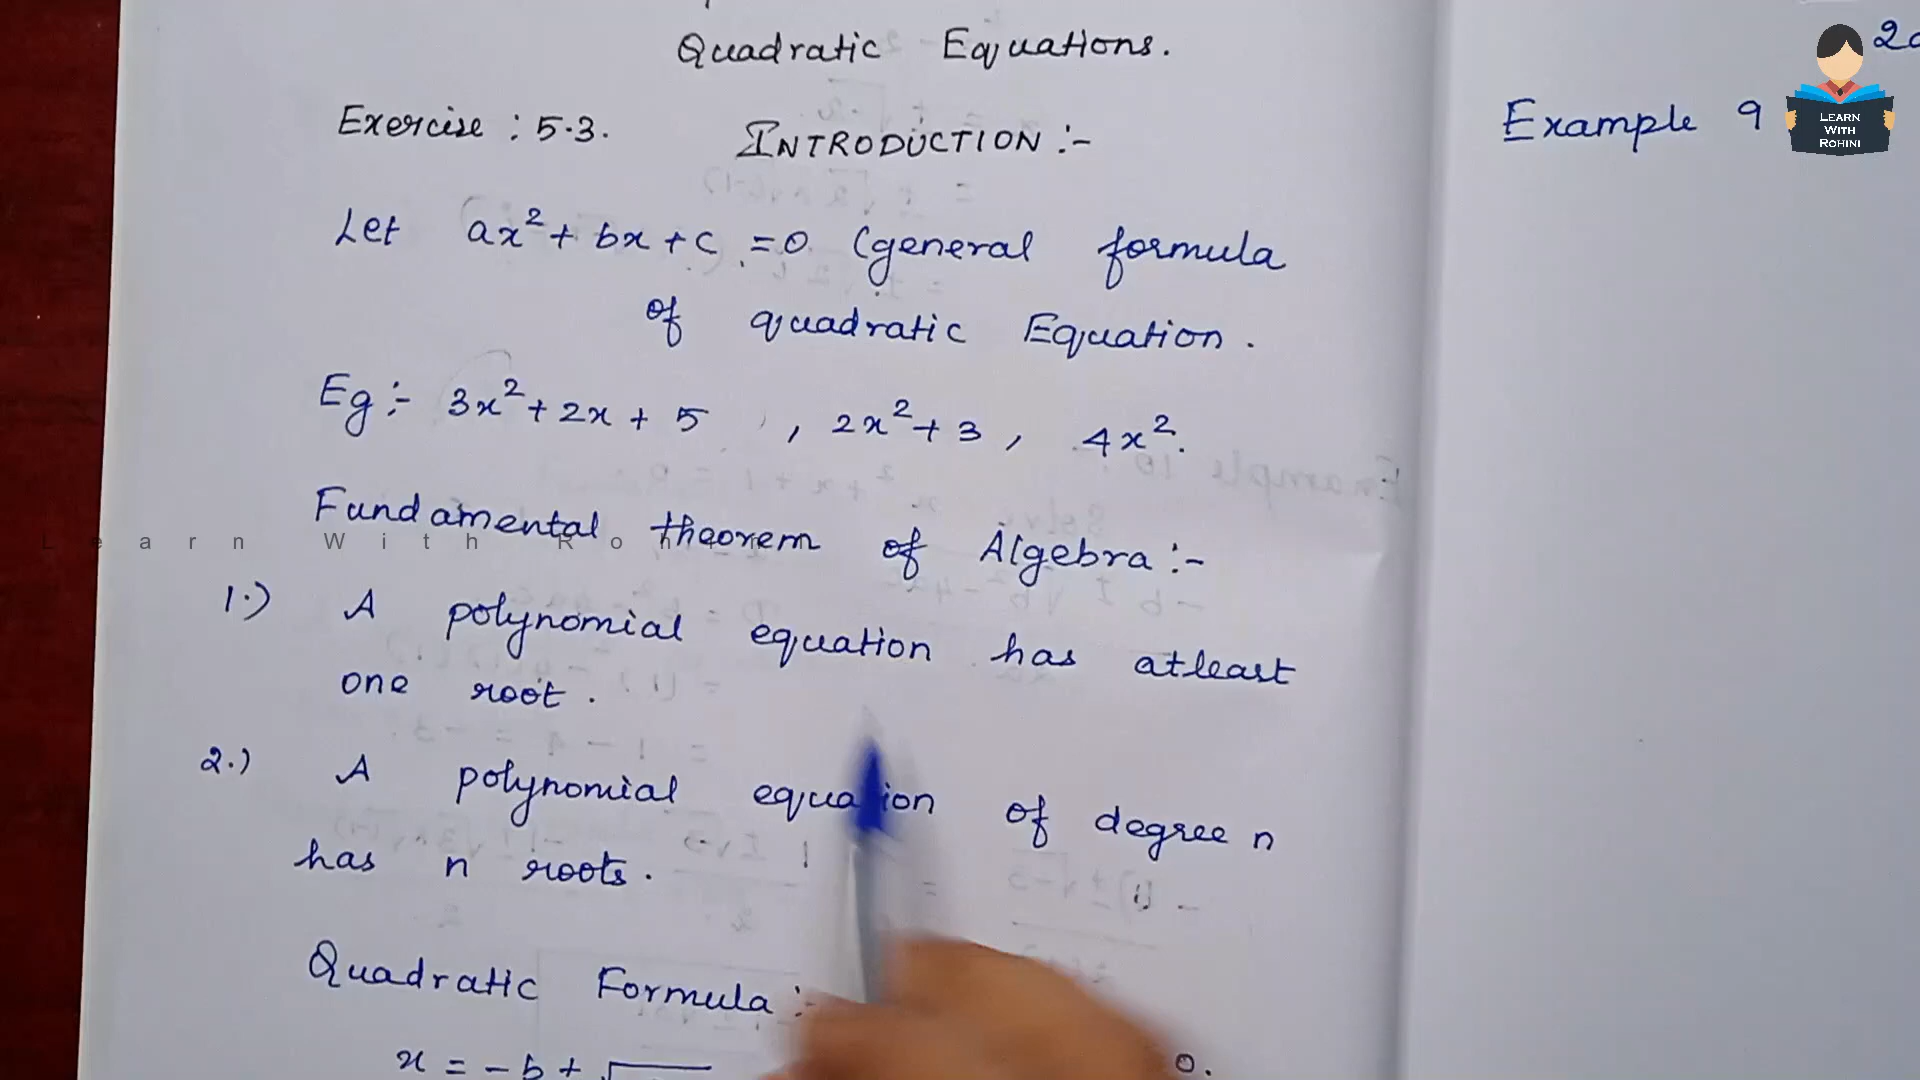 Quadratic Equations.
Exercise : 5.3. INTRODUCTION :-
Let ax² + bx + c = 0 (general formula
of quadratic Equation.
Eg :- 3x² + 2x + 5 , 2x² + 3 , 4x².
Fundamental theorem of Algebra :-
Learn With Rohini
1.) A polynomial equation has atleast
one root.
2.) A polynomial equation of degree n
has n roots.
Quadratic Formula :-
x = -b +
0.
Example 9
LEARN
WITH
ROHINI